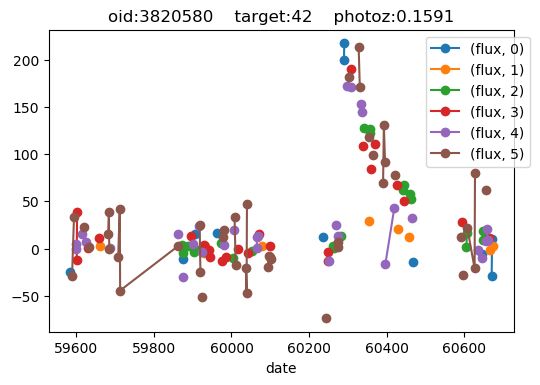 oid:3820580 target:42 photoz:0.1591
(flux, 0)
(flux, 1)
(flux, 2)
(flux, 3)
(flux, 4)
(flux, 5)
200
150
100
50
0
−50
59600 59800 60000 60200 60400 60600
date